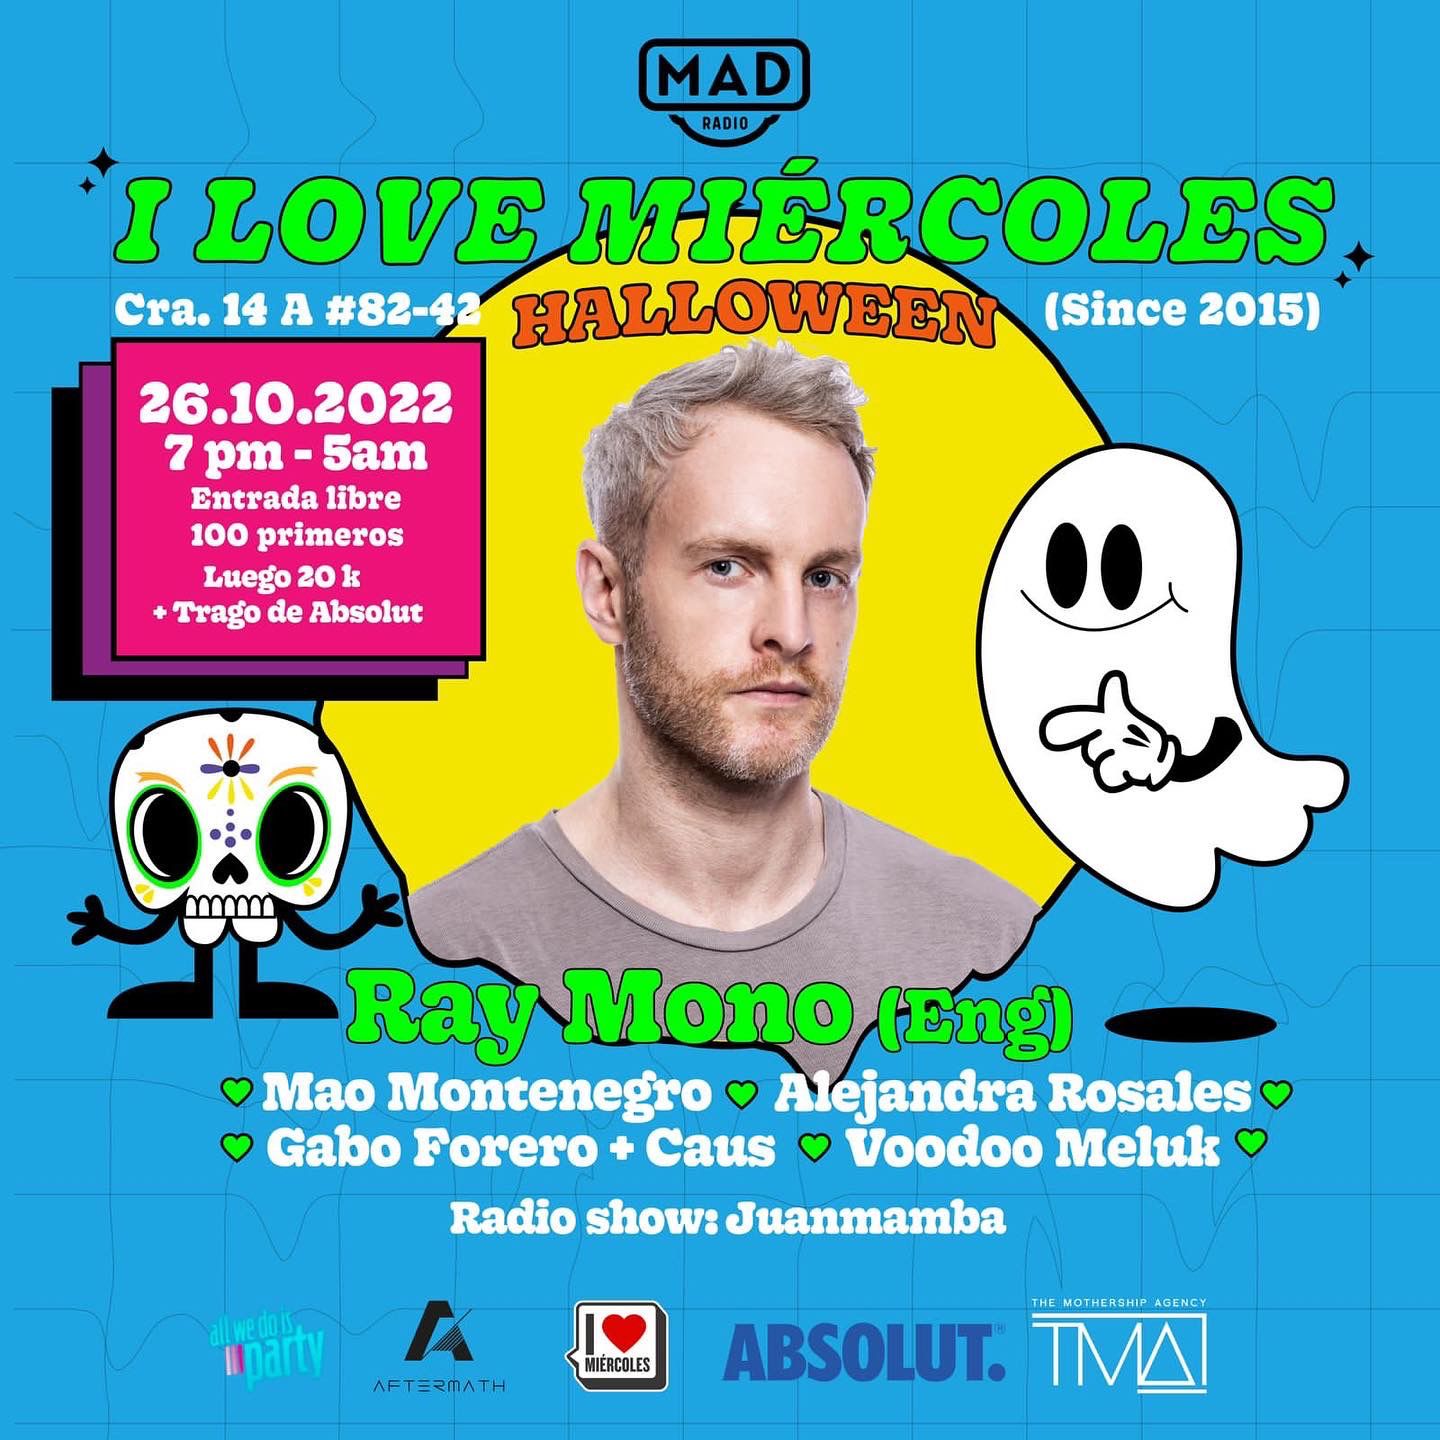 MAD
RADIO
I LOVE MIÉRCOLES
HALLOWEEN
Cra. 14 A #82-42
(Since 2015)
26.10.2022
7 pm - 5am
Entrada libre
100 primeros
Luego 20 k
+ Trago de Absolut
Ray Mono (Eng)
Mao Montenegro
Alejandra Rosales
Gabo Forero + Caus
Voodoo Meluk
Radio show: Juanmamba
all we do is
party
AFTERMATH
I
MIÉRCOLES
ABSOLUT.
THE MOTHERSHIP AGENCY
TMA